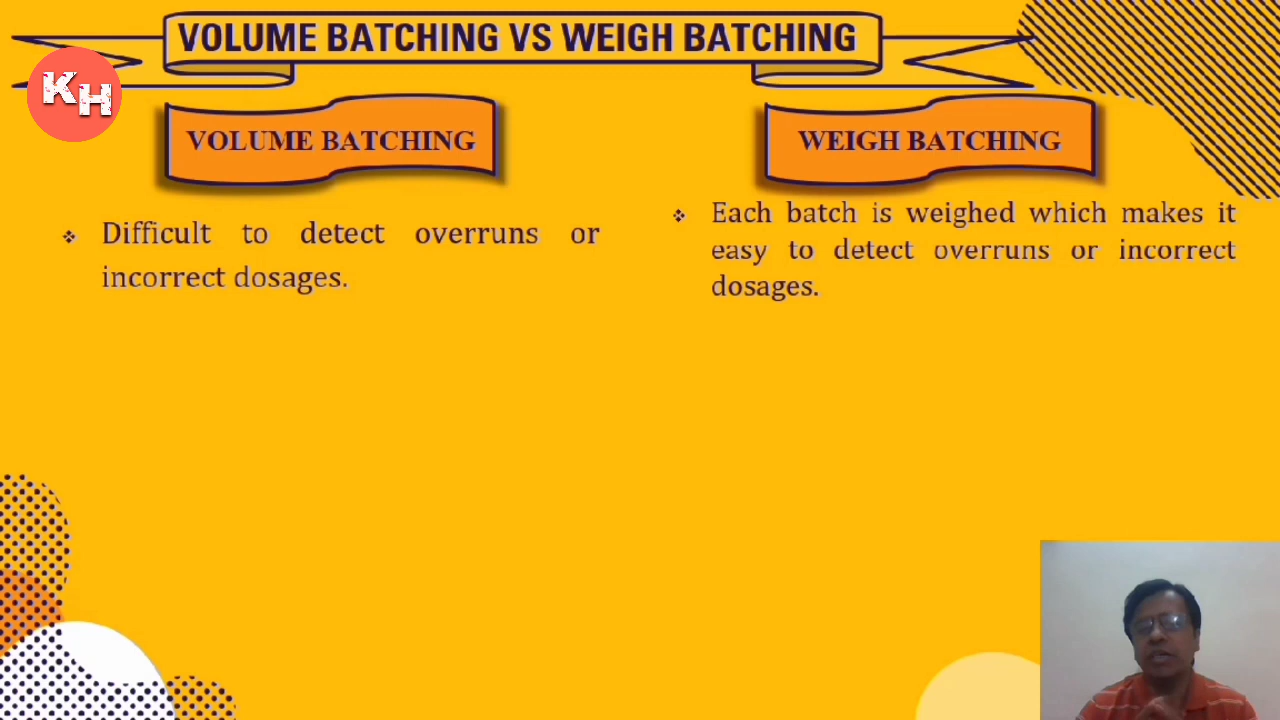 VOLUME BATCHING VS WEIGH BATCHING
KH
VOLUME BATCHING
Difficult to detect overruns or
incorrect dosages.
WEIGH BATCHING
Each batch is weighed which makes it
easy to detect overruns or incorrect
dosages.